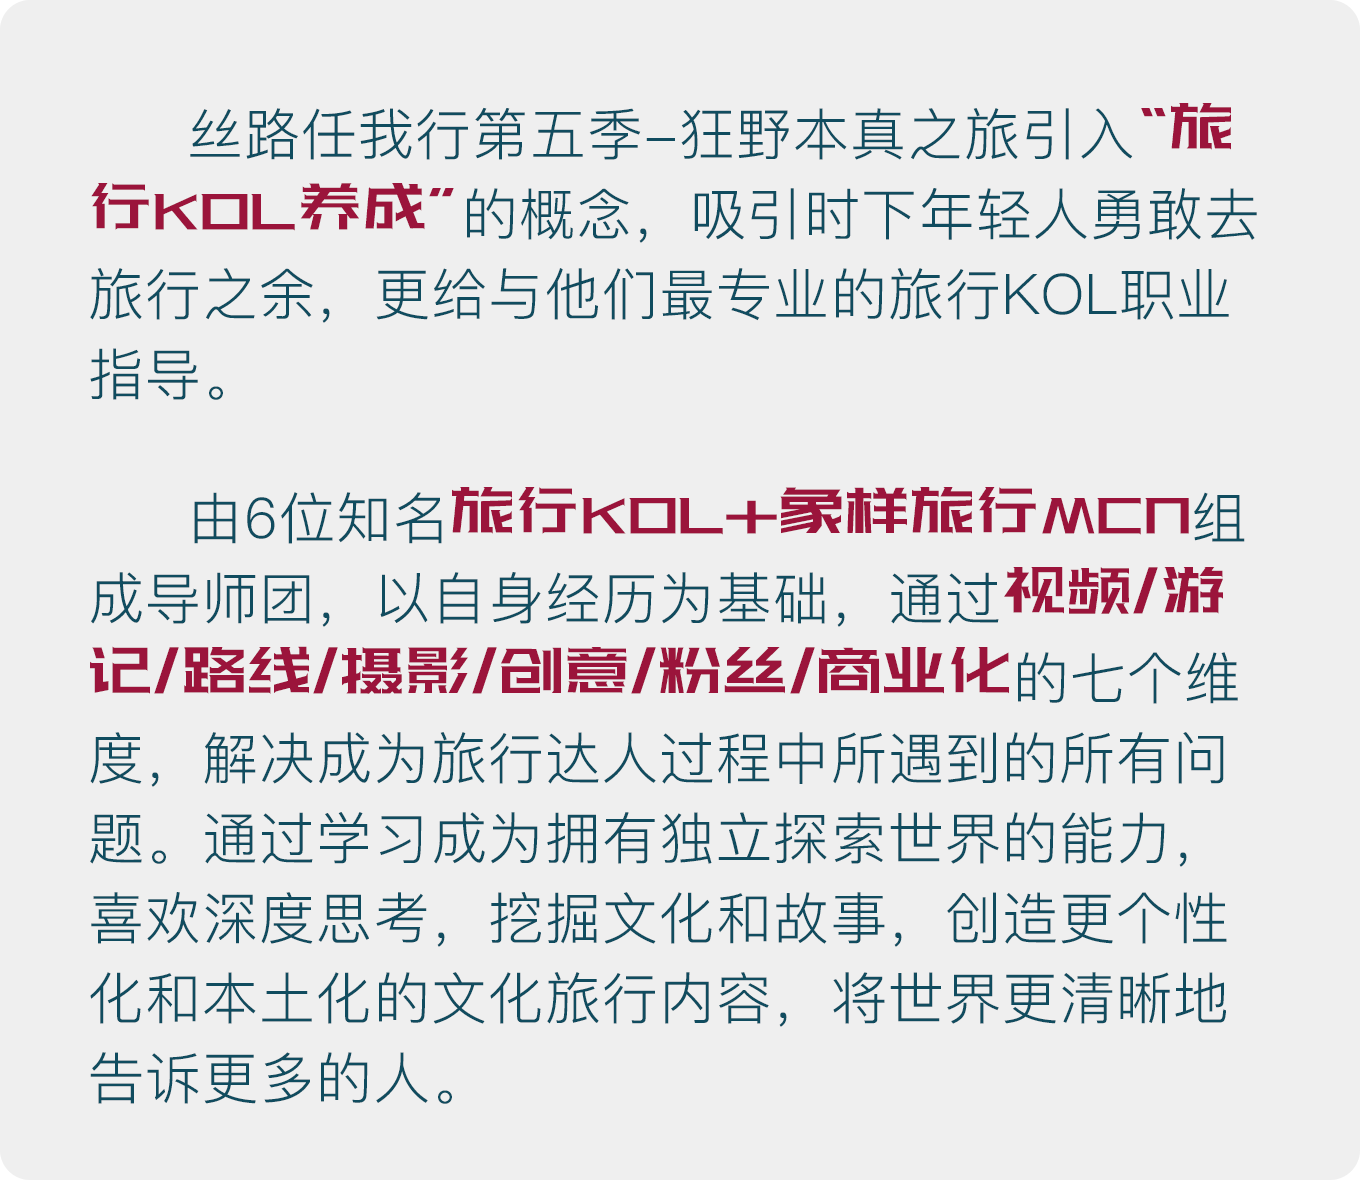 丝路任我行第五季-狂野本真之旅引入“旅
行KOL养成”的概念，吸引时下年轻人勇敢去
旅行之余，更给与他们最专业的旅行KOL职业
指导。
由6位知名旅行KOL+象样旅行MCN组
成导师团，以自身经历为基础，通过视频/游
记/路线/摄影/创意/粉丝/商业化的七个维
度，解决成为旅行达人过程中所遇到的所有问
题。通过学习成为拥有独立探索世界的能力，
喜欢深度思考，挖掘文化和故事，创造更个性
化和本土化的文化旅行内容，将世界更清晰地
告诉更多的人。